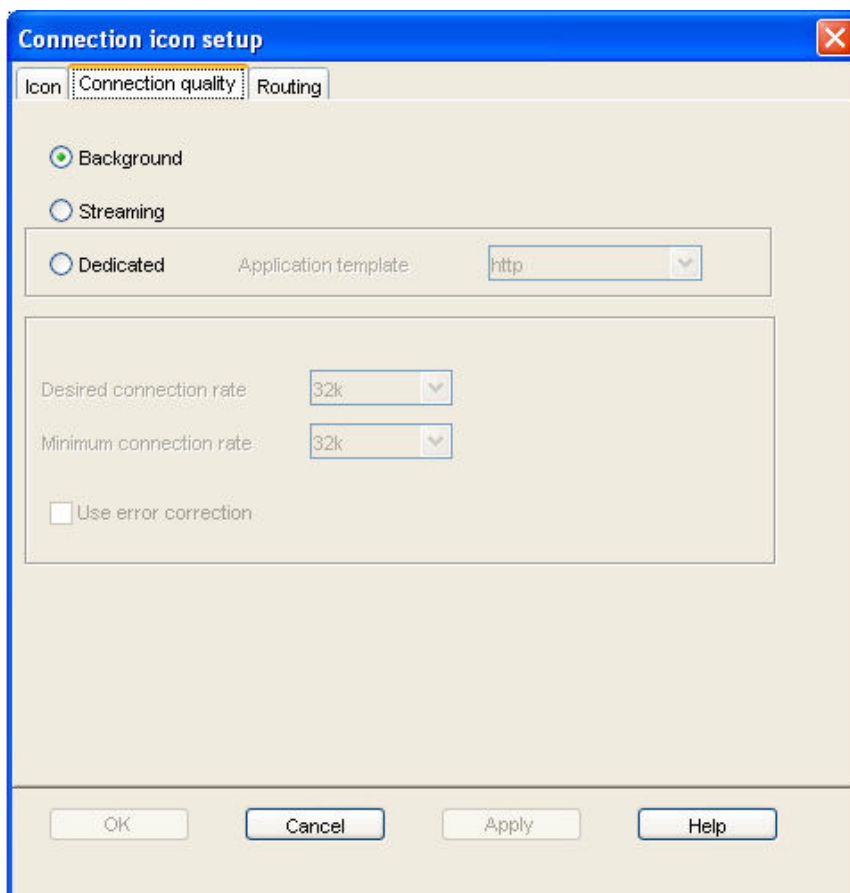 Connection icon setup
Icon Connection quality Routing
Background
Streaming
Dedicated Application template http
Desired connection rate 32k
Minimum connection rate 32k
Use error correction
OK Cancel Apply Help